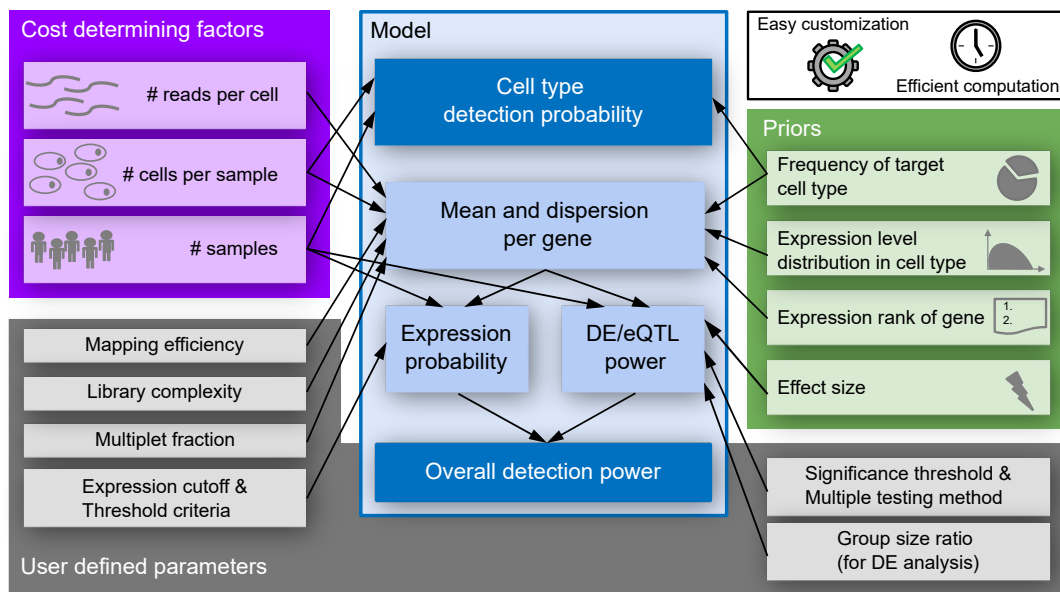 Cost determining factors
# reads per cell
# cells per sample
# samples
Model
Cell type
detection probability
Mean and dispersion
per gene
Expression
probability
DE/eQTL
power
Overall detection power
Easy customization
Efficient computation
Priors
Frequency of target
cell type
Expression level
distribution in cell type
Expression rank of gene
1.
2.
Effect size
Mapping efficiency
Library complexity
Multiplet fraction
Expression cutoff &
Threshold criteria
User defined parameters
Significance threshold &
Multiple testing method
Group size ratio
(for DE analysis)